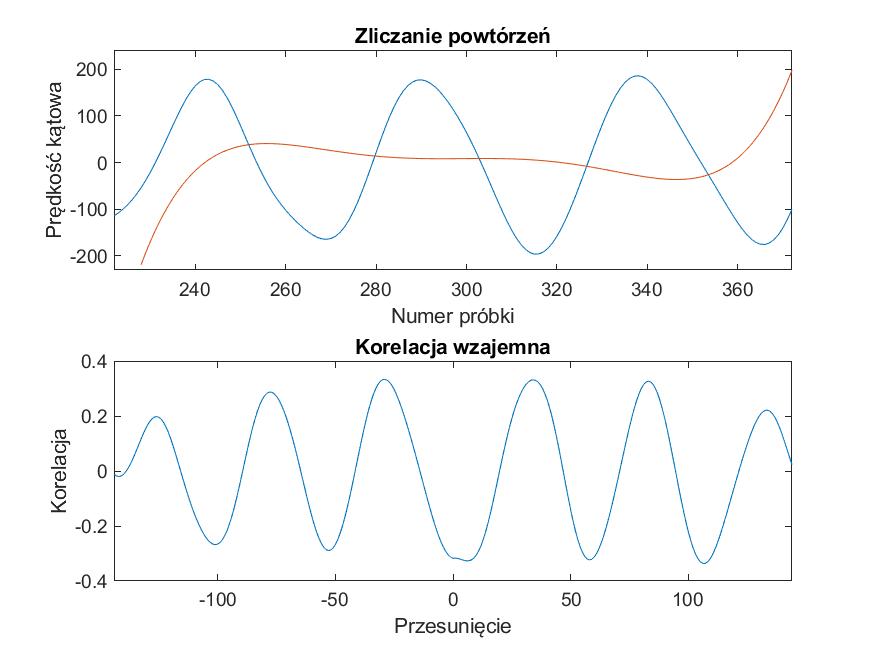 Zliczanie powtórzeń
200
100
0
-100
-200
Prędkość kątowa
240 260 280 300 320 340 360
Numer próbki
Korelacja wzajemna
0.4
0.2
0
-0.2
-0.4
Korelacja
-100 -50 0 50 100
Przesunięcie